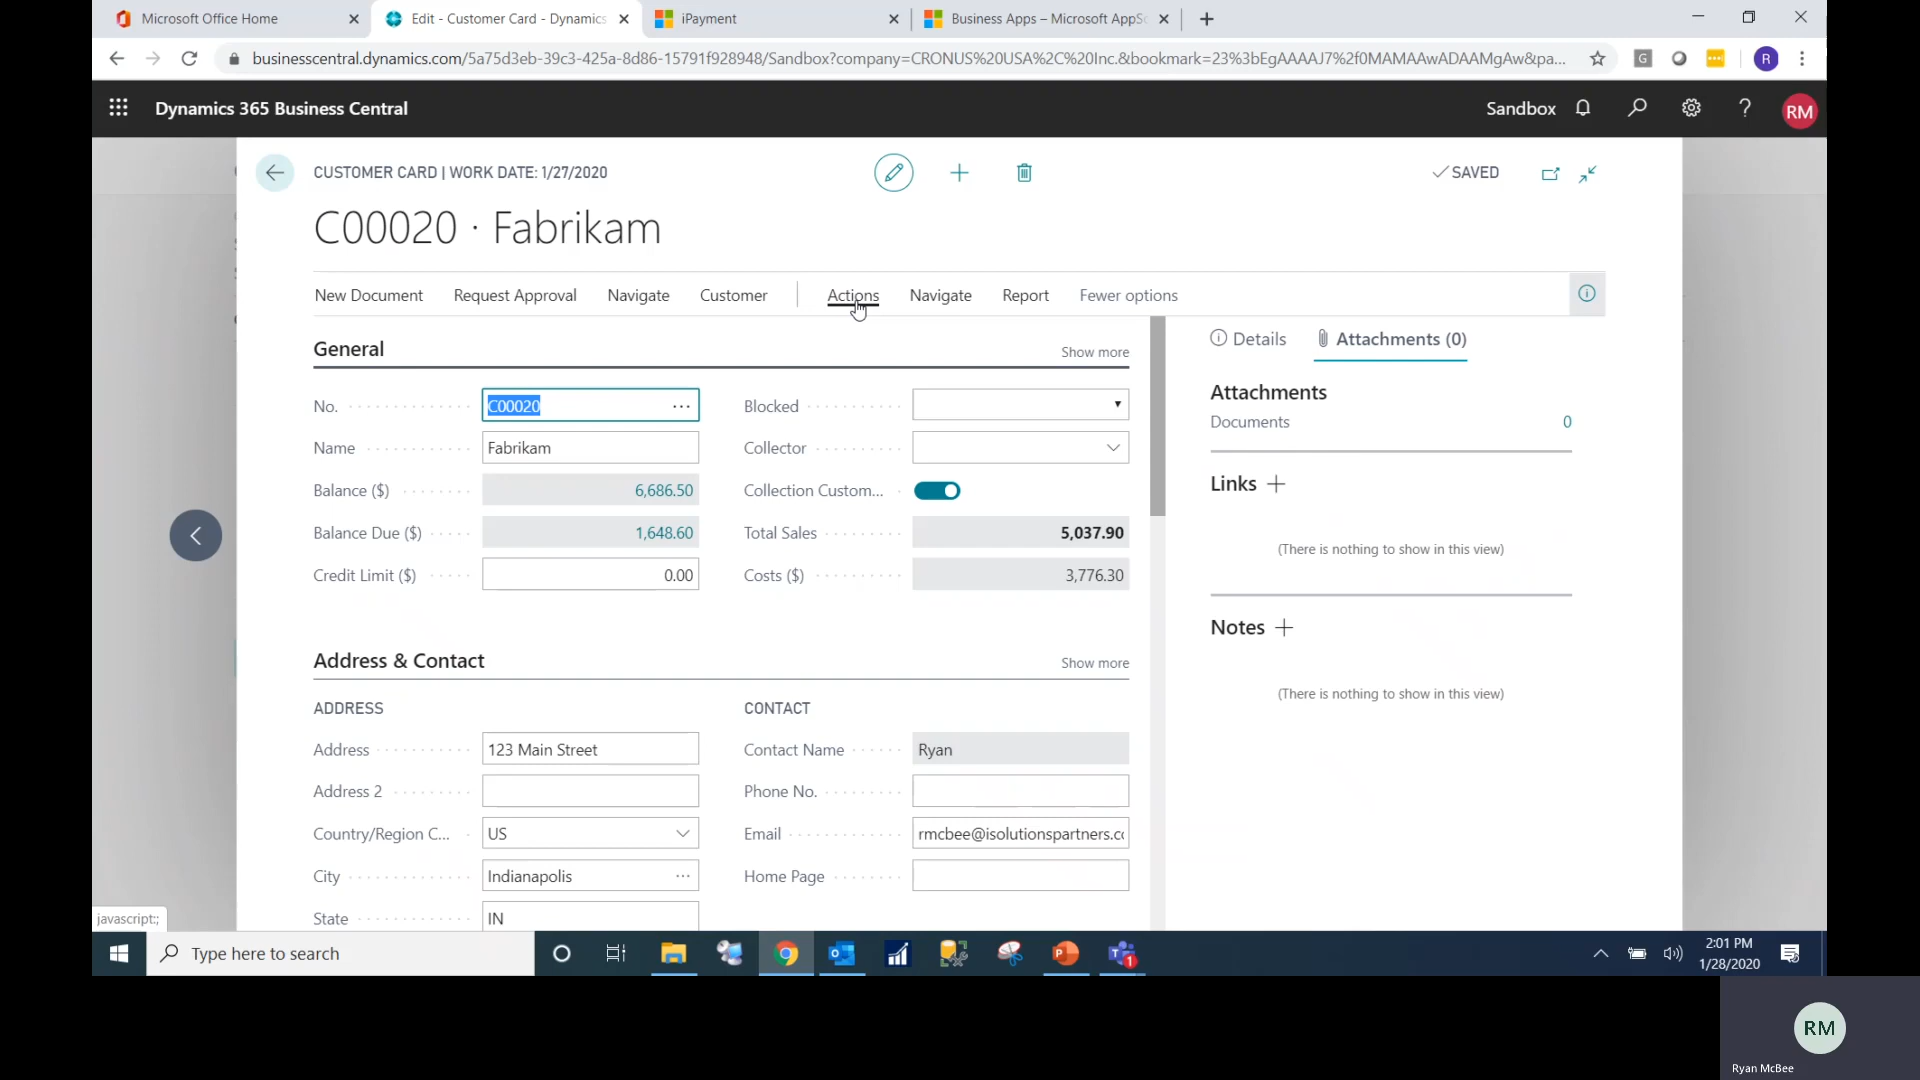 Microsoft Office Home
Edit - Customer Card - Dynamics
iPayment
Business Apps – Microsoft AppSo
businesscentral.dynamics.com/5a75d3eb-39c3-425a-8d86-15791f928948/Sandbox?company=CRONUS%20USA%2C%20Inc.&bookmark=23%3bEgAAAAJ7%2f0MAMAAwADAAMgAw&pa...
G
R
Dynamics 365 Business Central
Sandbox
?
RM
CUSTOMER CARD | WORK DATE: 1/27/2020
SAVED
C00020 · Fabrikam
New Document
Request Approval
Navigate
Customer
Actions
Navigate
Report
Fewer options
General
Show more
No.
C00020
Name
Fabrikam
Balance ($)
6,686.50
Balance Due ($)
1,648.60
Credit Limit ($)
0.00
Blocked
Collector
Collection Custom...
Total Sales
5,037.90
Costs ($)
3,776.30
Address & Contact
Show more
ADDRESS
Address
123 Main Street
Address 2
Country/Region C...
US
City
Indianapolis
State
IN
CONTACT
Contact Name
Ryan
Phone No.
Email
rmcbee@isolutionspartners.cc
Home Page
Details
Attachments (0)
Attachments
Documents
0
Links
(There is nothing to show in this view)
Notes
(There is nothing to show in this view)
javascript:;
Type here to search
2:01 PM
1/28/2020
RM
Ryan McBee